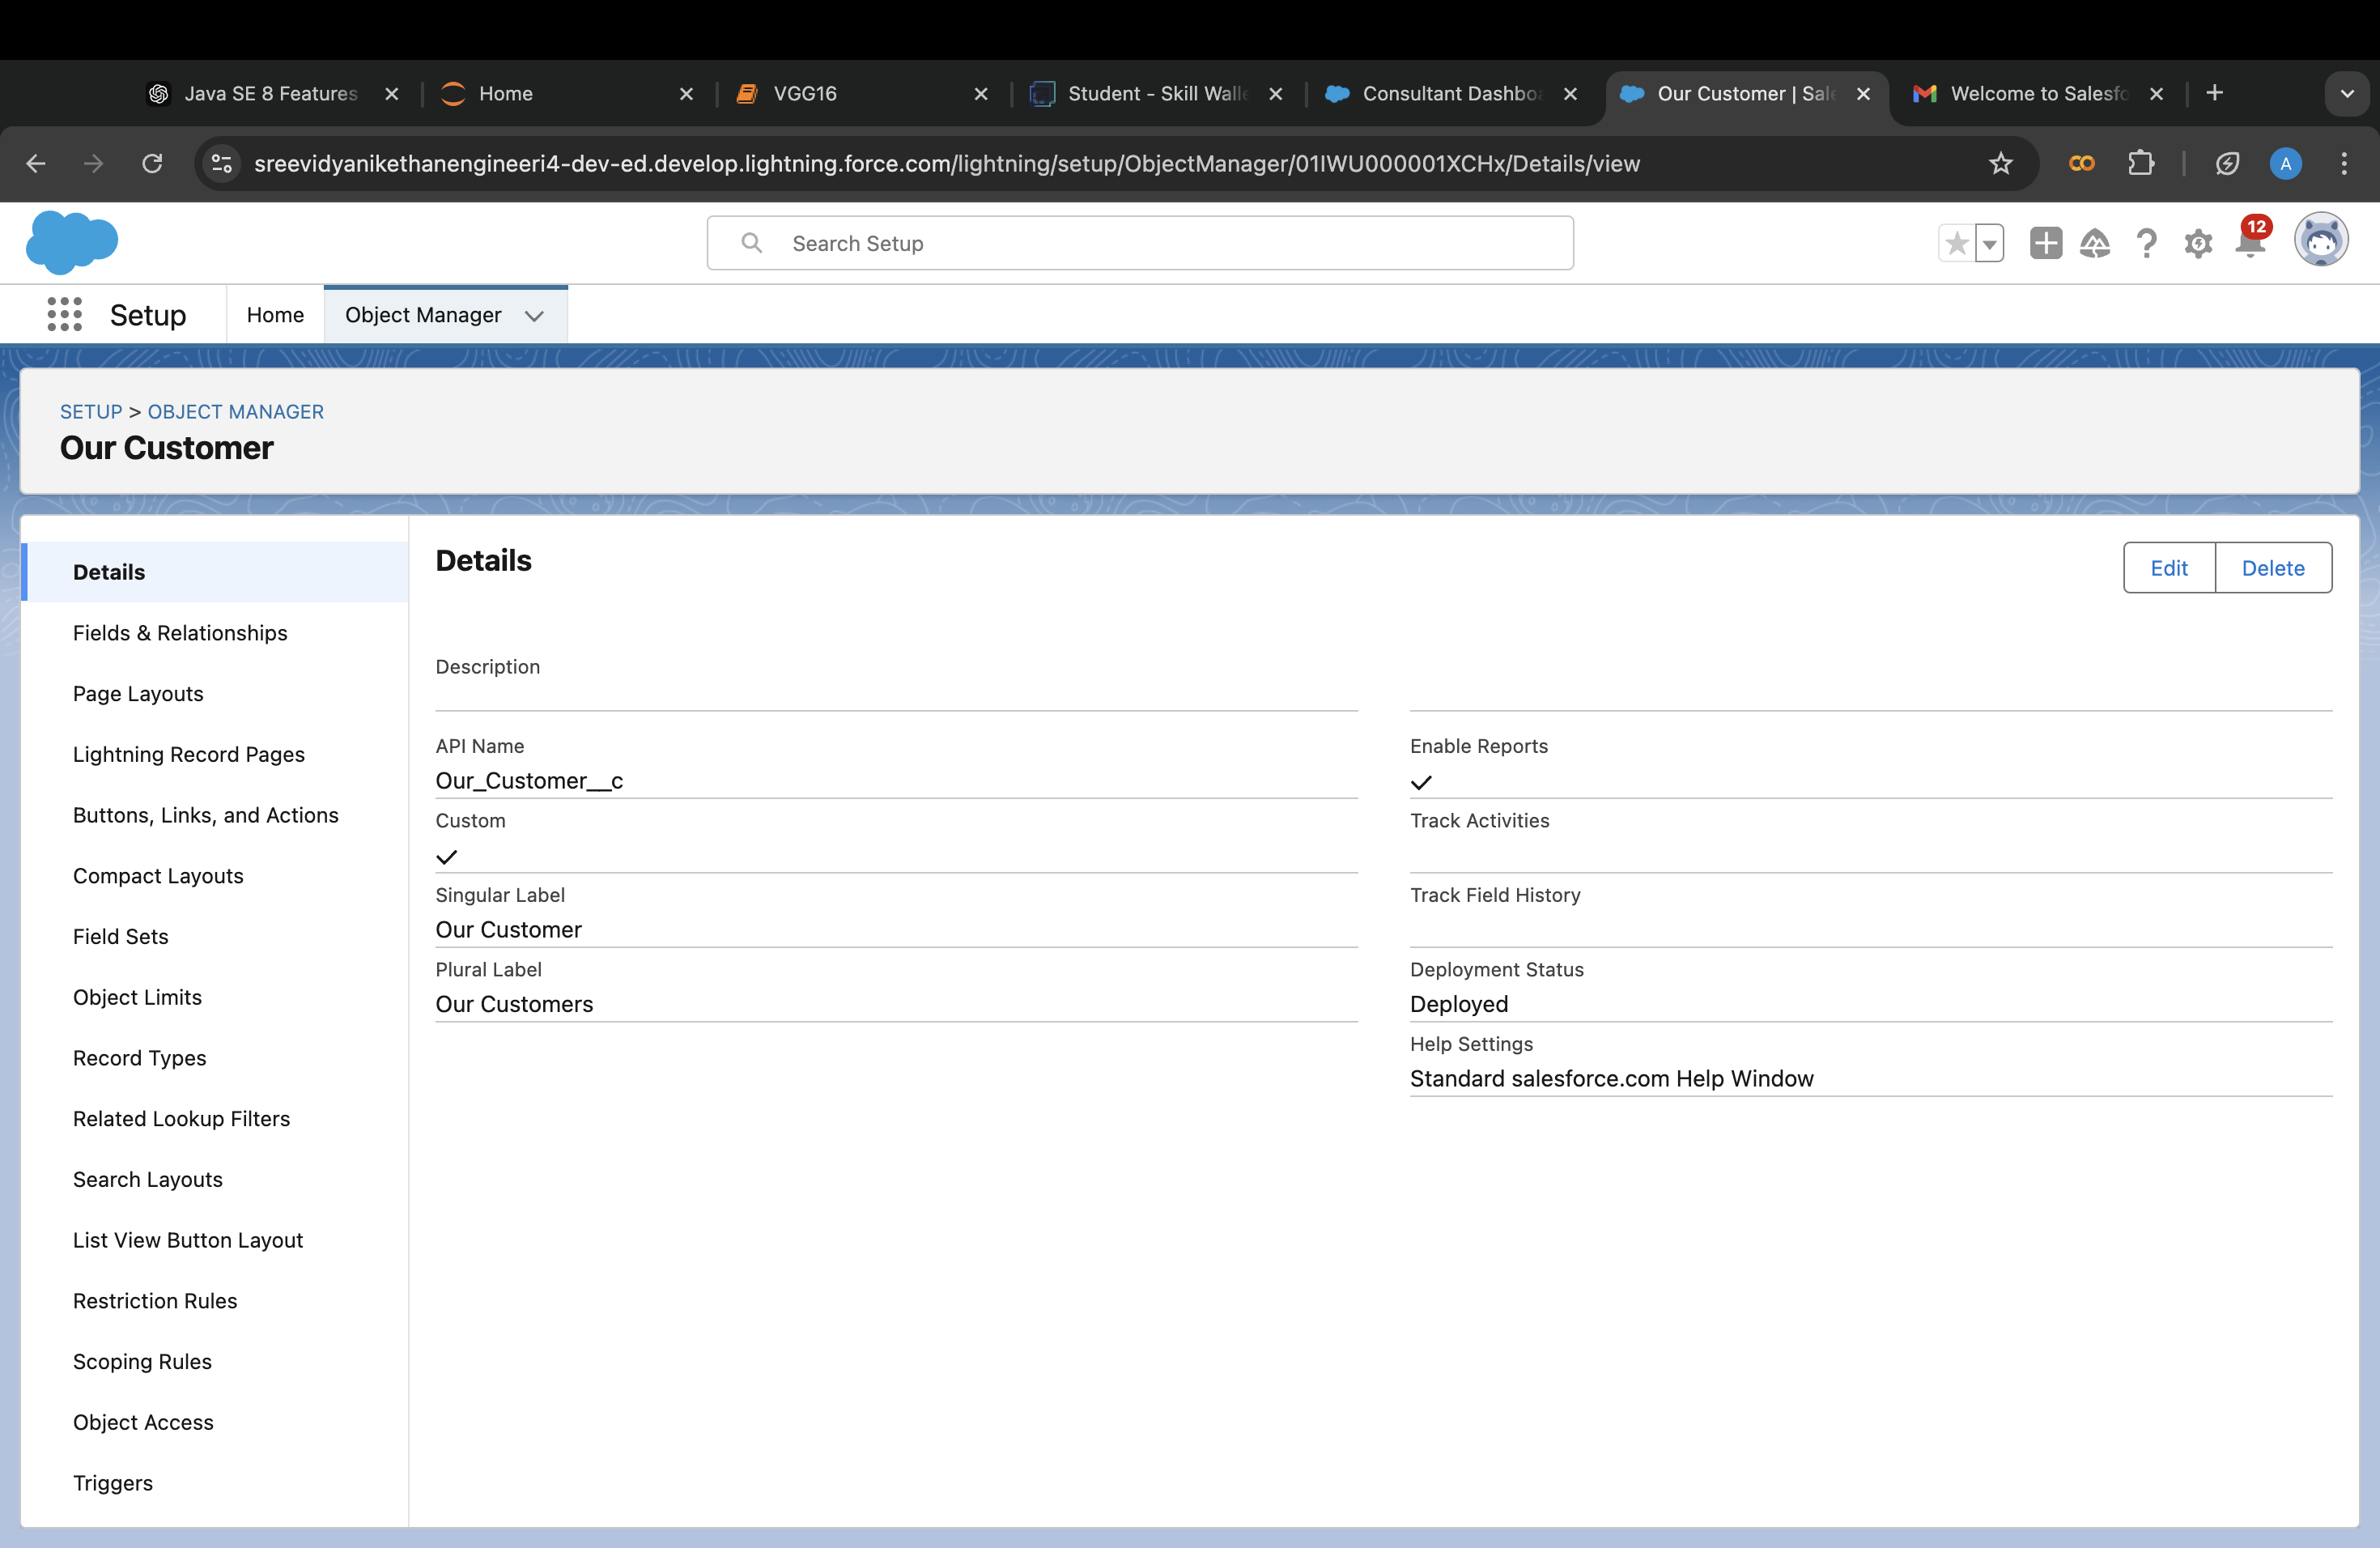 Java SE 8 Features
Home
VGG16
Student - Skill Walle
Consultant Dashboa
Our Customer | Sale
Welcome to Salesfo
sreevidyanikethanengineeri4-dev-ed.develop.lightning.force.com/lightning/setup/ObjectManager/01IWU000001XCHx/Details/view
A
Search Setup
12
Setup
Home
Object Manager
SETUP > OBJECT MANAGER
Our Customer
Details
Fields & Relationships
Page Layouts
Lightning Record Pages
Buttons, Links, and Actions
Compact Layouts
Field Sets
Object Limits
Record Types
Related Lookup Filters
Search Layouts
List View Button Layout
Restriction Rules
Scoping Rules
Object Access
Triggers
Details
Edit
Delete
Description
API Name
Our_Customer__c
Custom
Singular Label
Our Customer
Plural Label
Our Customers
Enable Reports
Track Activities
Track Field History
Deployment Status
Deployed
Help Settings
Standard salesforce.com Help Window